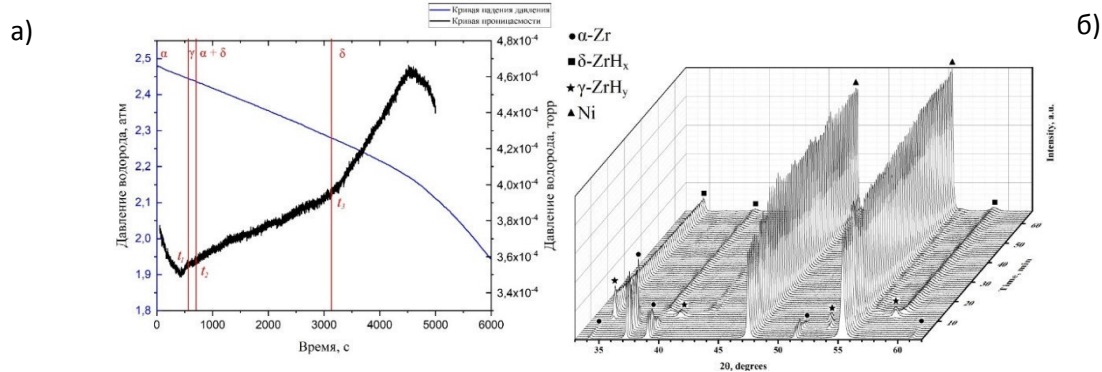 а)
Кривая падения давления
Кривая проницаемости
α γ α + δ δ
2,5
2,4
2,3
2,2
2,1
2,0
1,9
1,8
Давление водорода, атм
t1
t2
t3
0 1000 2000 3000 4000 5000 6000
Время, с
4,8x10-4
4,6x10-4
4,4x10-4
4,2x10-4
4,0x10-4
3,8x10-4
3,6x10-4
3,4x10-4
Давление водорода, торр
б)
α-Zr
δ-ZrHx
γ-ZrHy
Ni
Intensity, a.u.
60
50
40
30
20
10
Time, min
35 40 45 50 55 60
2θ, degrees